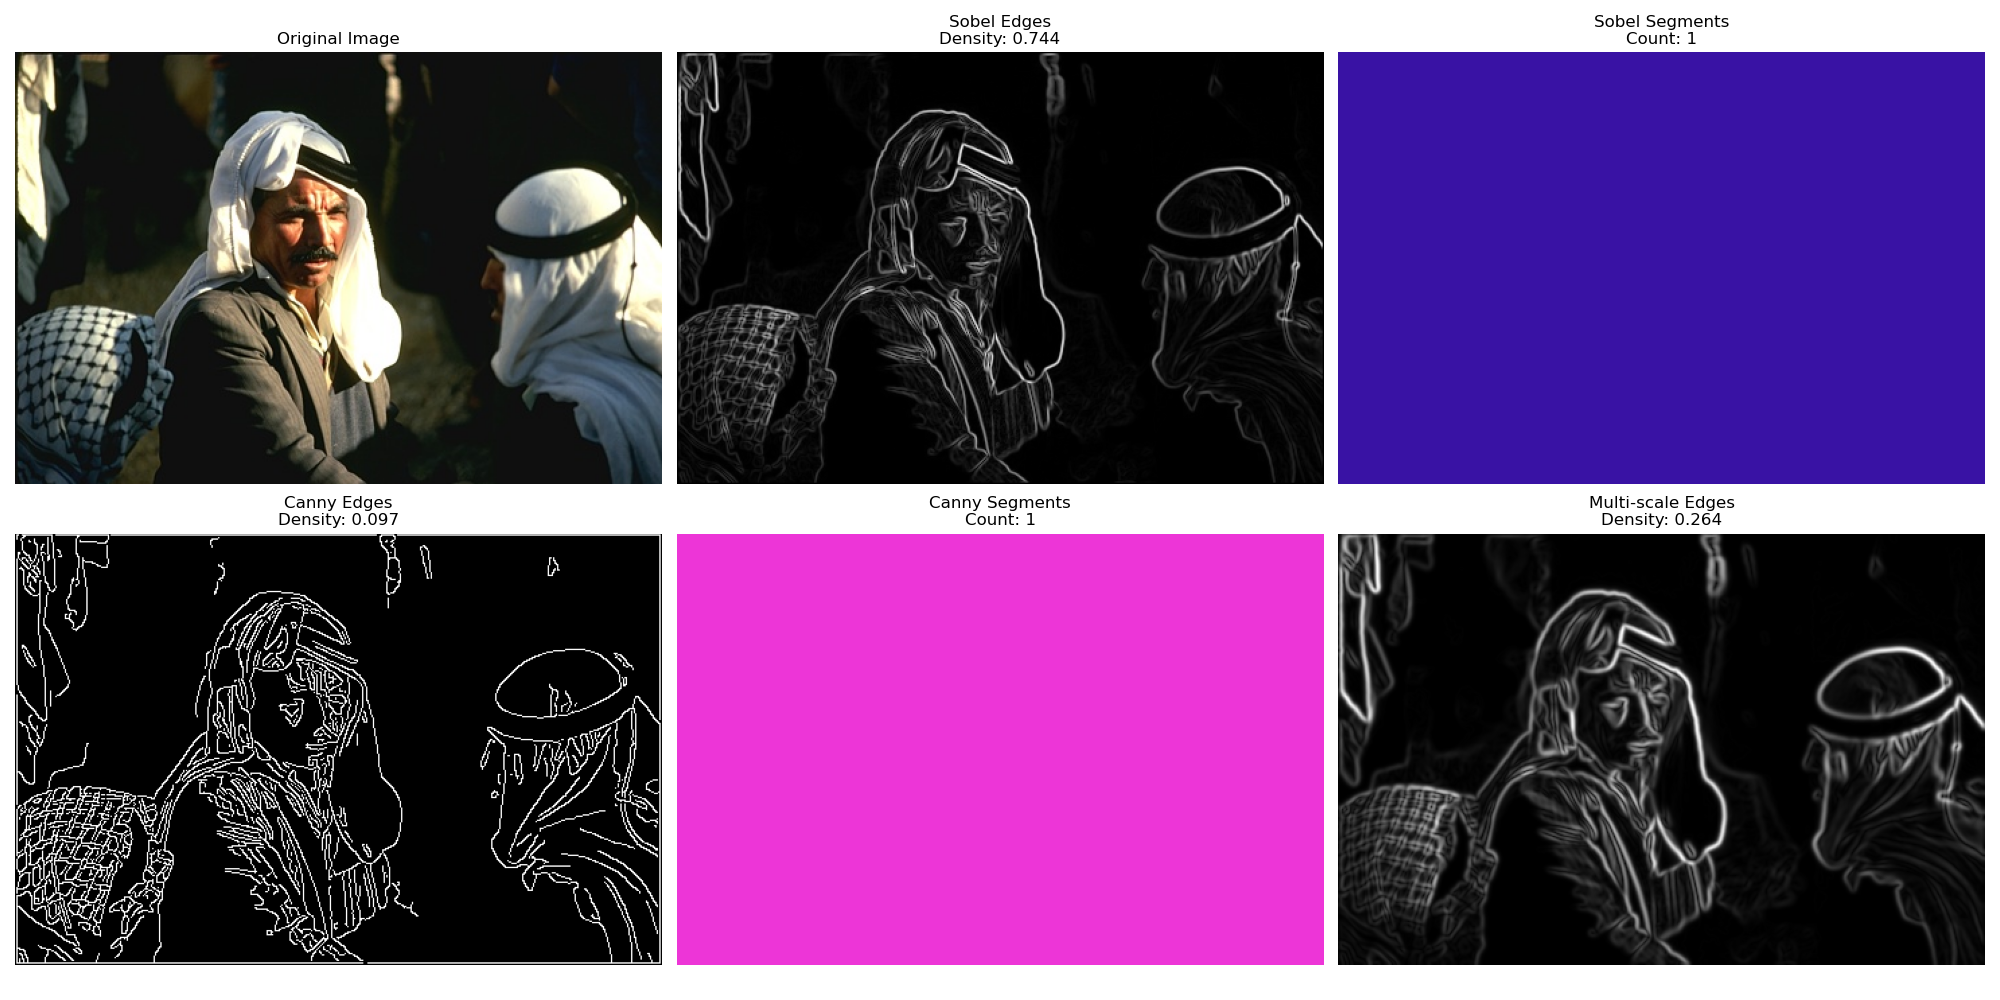 Original Image
Sobel Edges
Density: 0.744
Sobel Segments
Count: 1
Canny Edges
Density: 0.097
Canny Segments
Count: 1
Multi-scale Edges
Density: 0.264